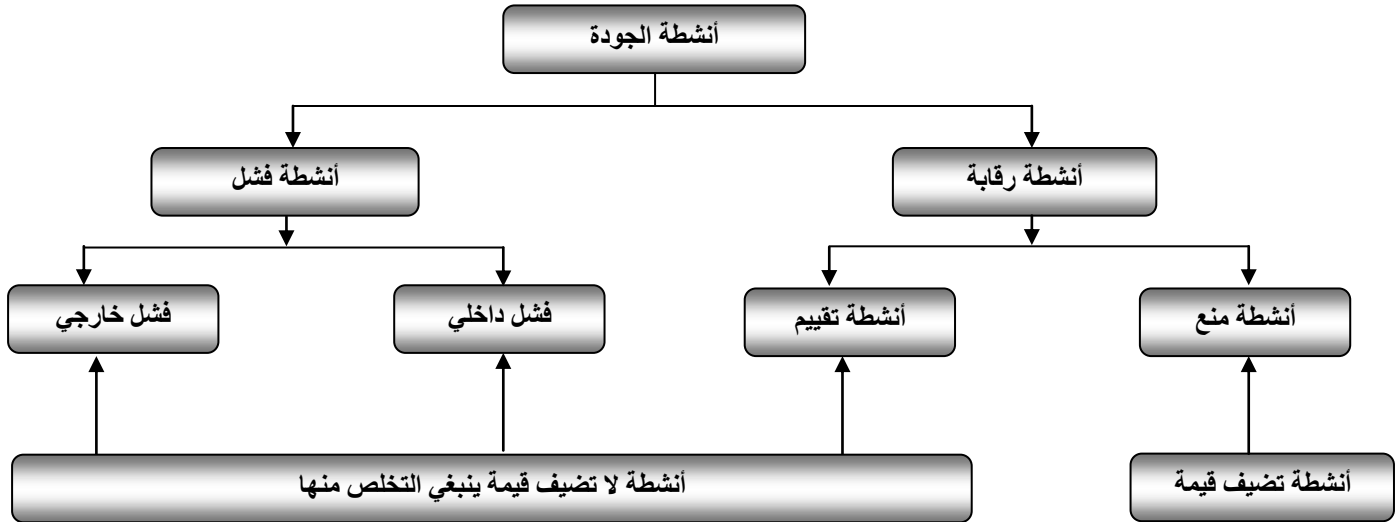 أنشطة الجودة
أنشطة رقابة
أنشطة فشل
أنشطة منع
أنشطة تقييم
فشل داخلي
فشل خارجي
أنشطة تضيف قيمة
أنشطة لا تضيف قيمة ينبغي التخلص منها